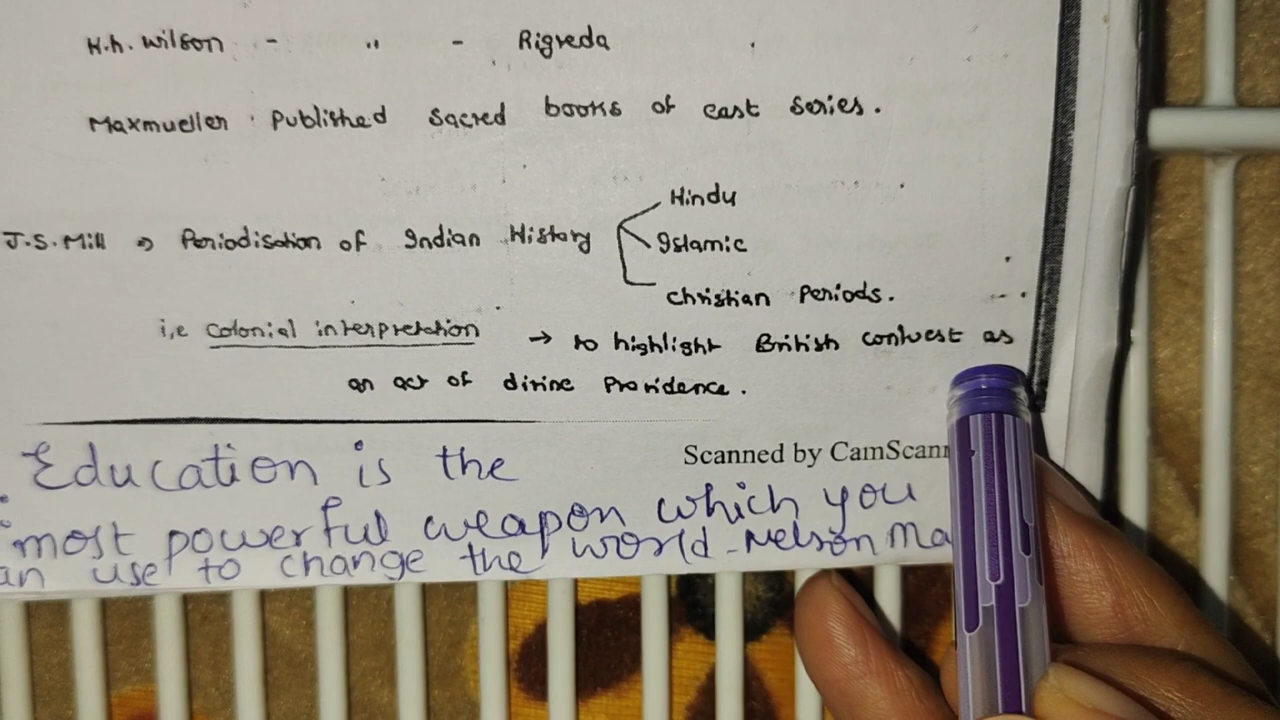 H.h. Wilson - " - Rigveda
Maxmueller : Published Sacred books of east series.
J.S. Mill => Periodisation of Indian History
Hindu
Islamic
Christian Periods.
i,e Colonial interpretation → to highlight British contuest as
an act of divine Providence.
Scanned by CamScann
Education is the
most powerful weapon which you
an use to change the world - Nelson Ma